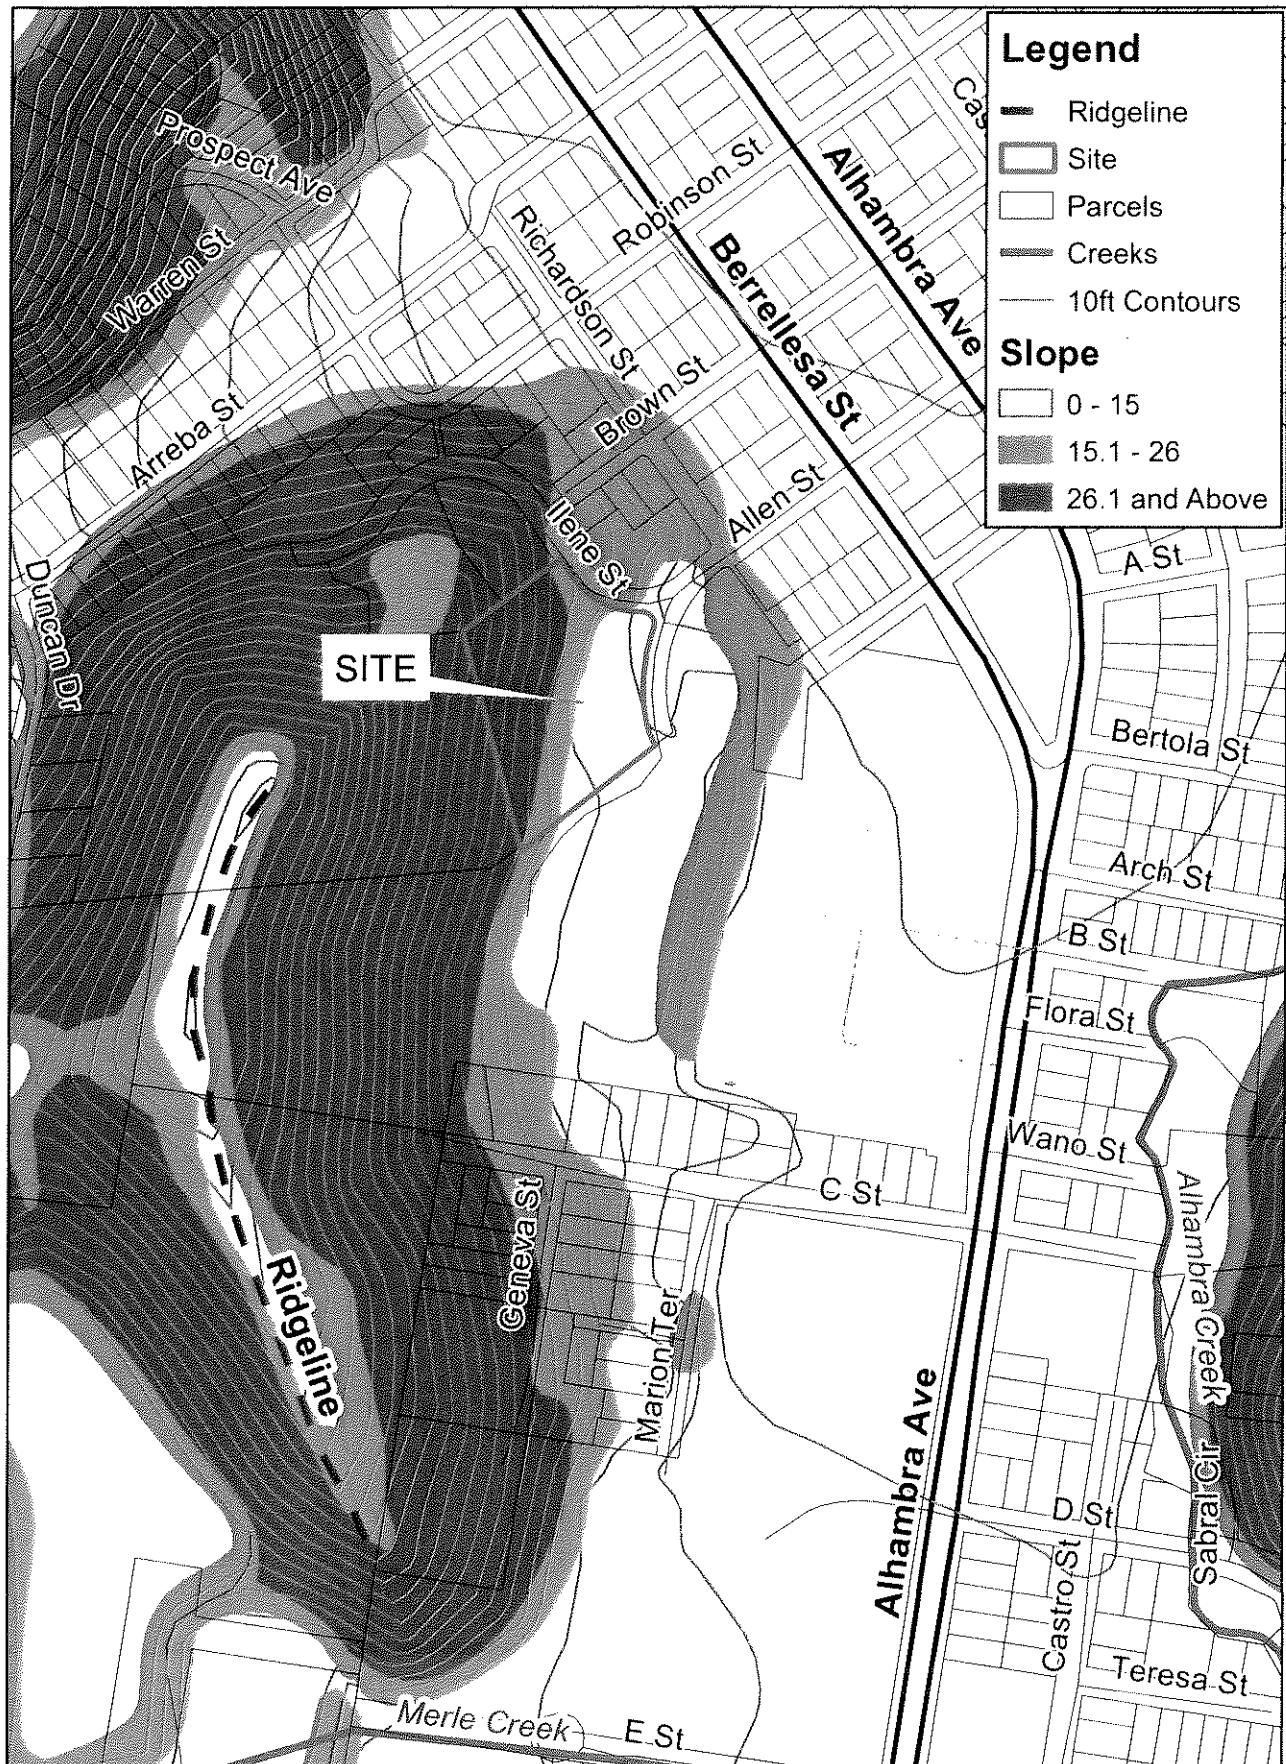 Legend
Ridgeline
Site
Parcels
Creeks
10ft Contours
Slope
0 - 15
15.1 - 26
26.1 and Above
Prospect Ave
Warren St
Arreba St
Duncan Dr
Richardson St
Robinson St
Brown St
Allen St
Ilene St
Berrellesa St
Alhambra Ave
SITE
A St
Bertola St
Arch St
B St
Flora St
Wano St
C St
Geneva St
Marion Ter
Ridgeline
Alhambra Ave
Alhambra Creek
Sabral Cir
D St
Castro St
Teresa St
Merle Creek
E St